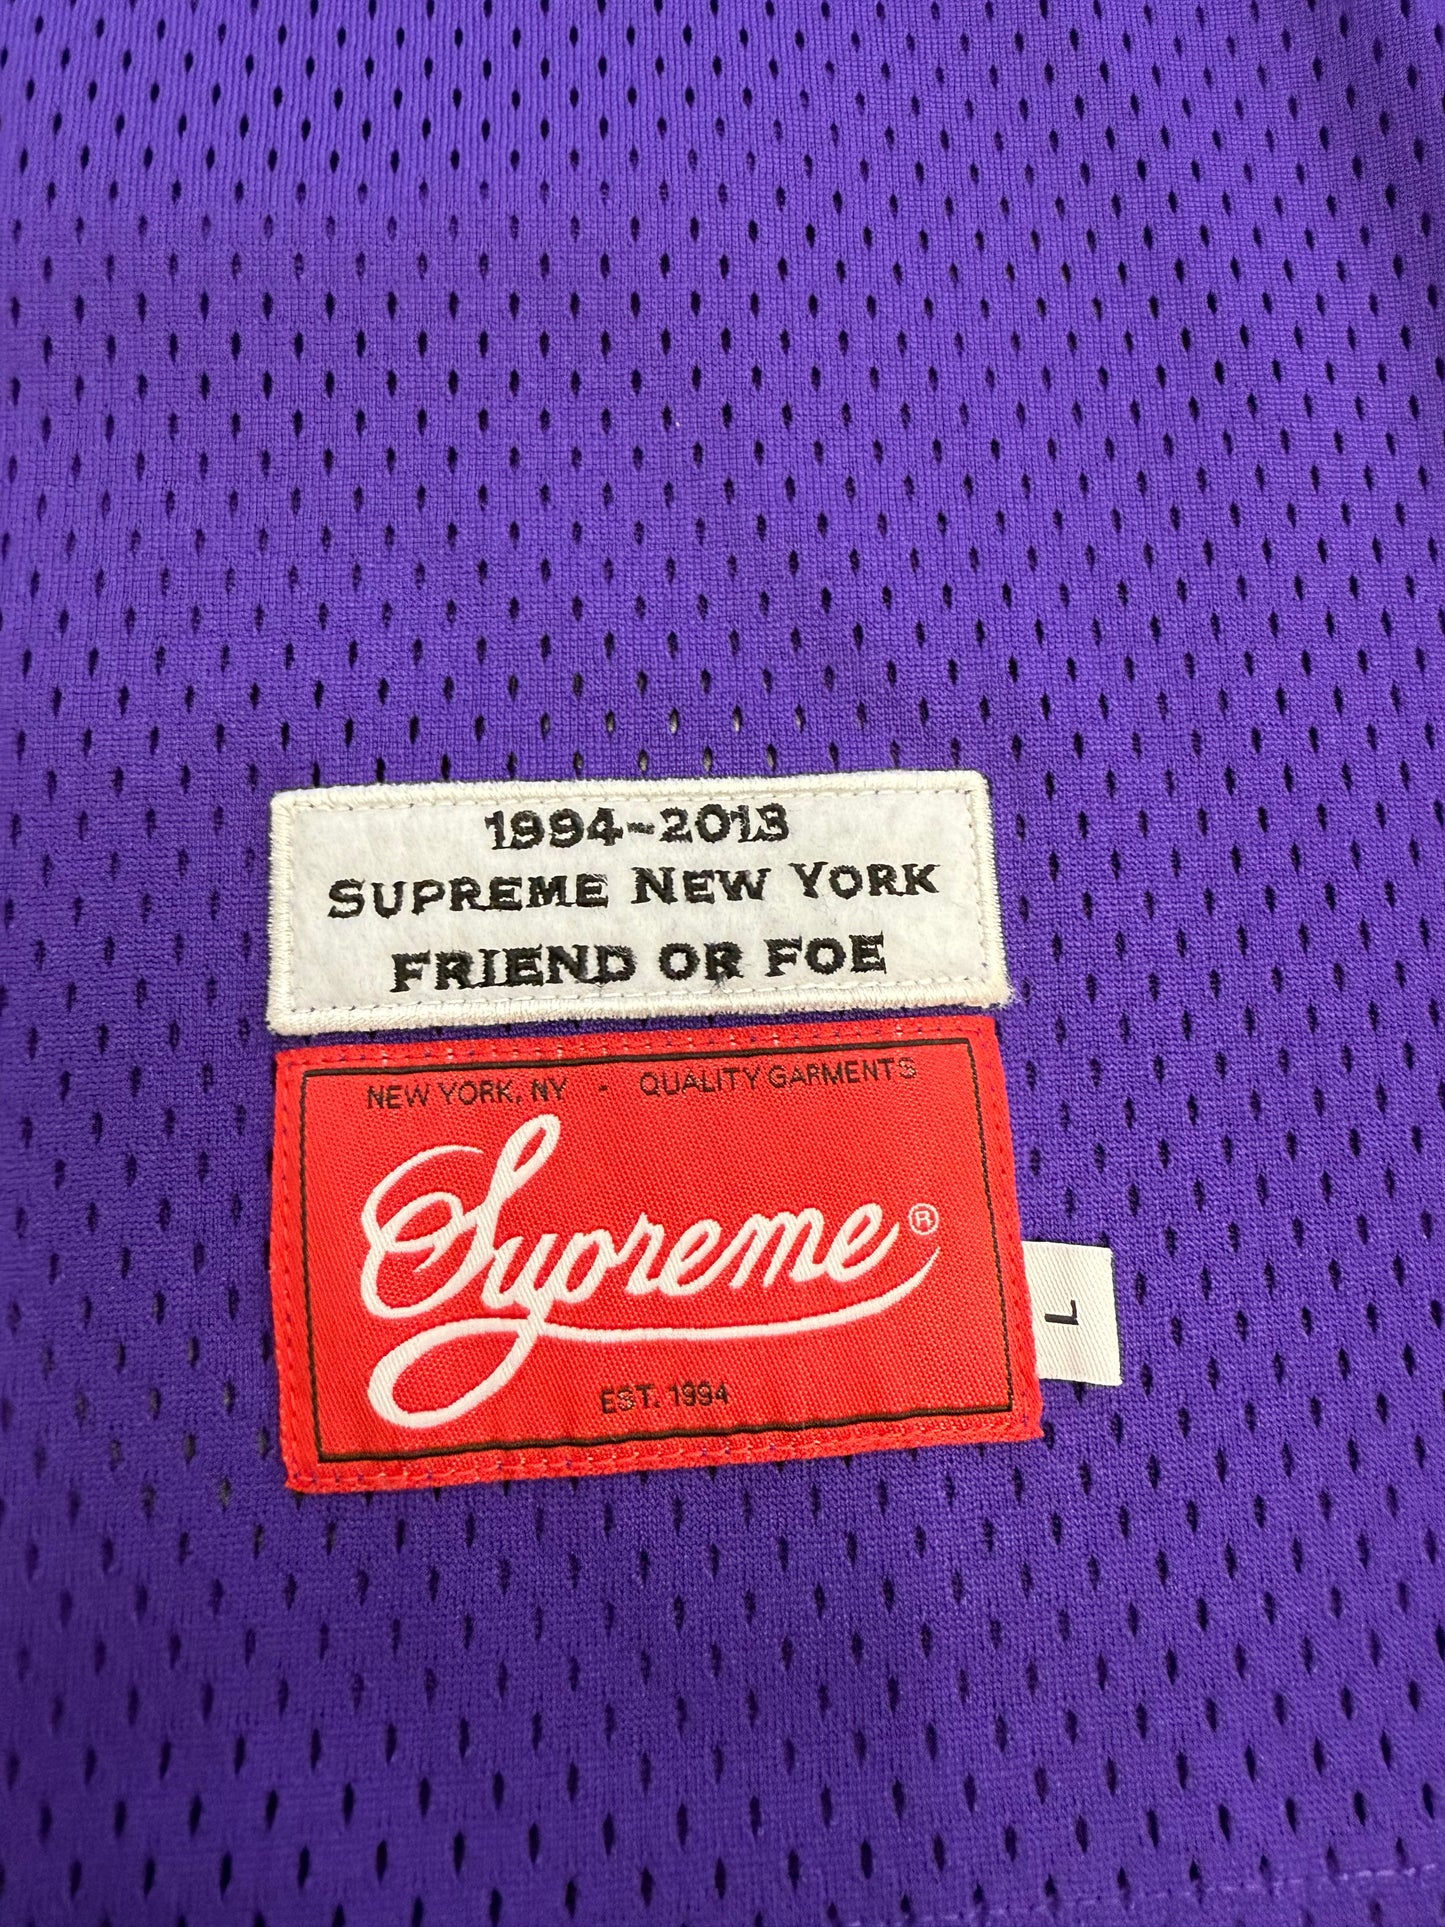 1994-2013
SUPREME NEW YORK
FRIEND OR FOE
NEW YORK, NY - QUALITY GARMENTS
Supreme®
EST. 1994
L